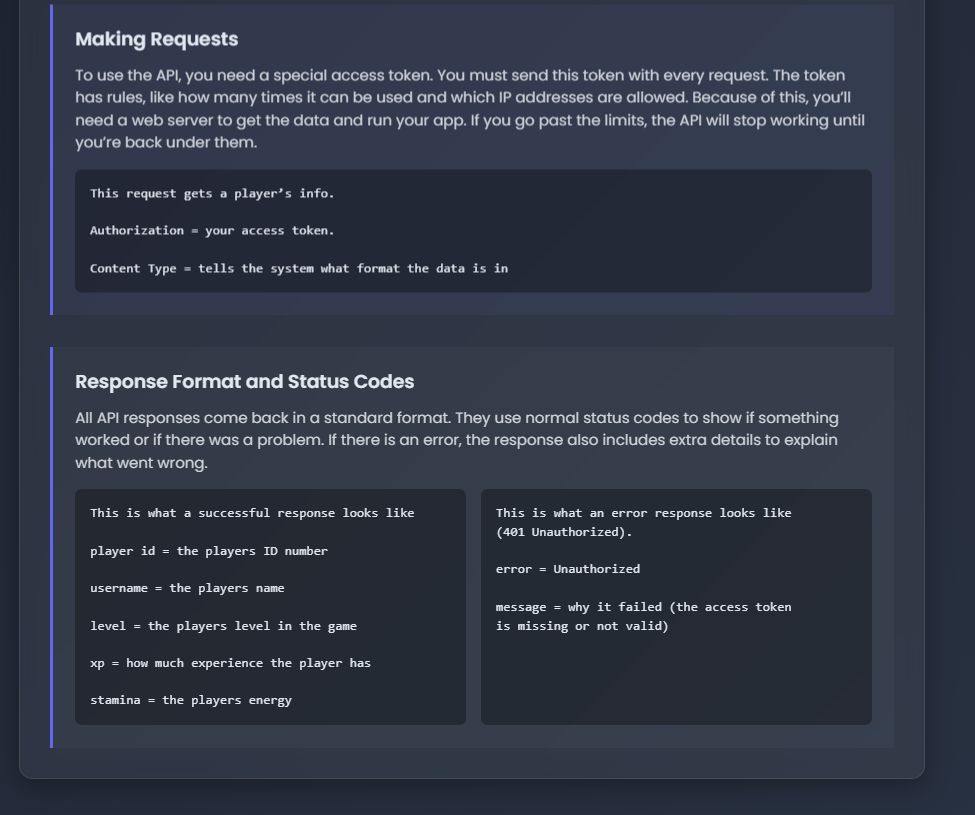 Making Requests
To use the API, you need a special access token. You must send this token with every request. The token
has rules, like how many times it can be used and which IP addresses are allowed. Because of this, you’ll
need a web server to get the data and run your app. If you go past the limits, the API will stop working until
you’re back under them.
This request gets a player’s info.
Authorization = your access token.
Content Type = tells the system what format the data is in
Response Format and Status Codes
All API responses come back in a standard format. They use normal status codes to show if something
worked or if there was a problem. If there is an error, the response also includes extra details to explain
what went wrong.
This is what a successful response looks like
player id = the players ID number
username = the players name
level = the players level in the game
xp = how much experience the player has
stamina = the players energy
This is what an error response looks like
(401 Unauthorized).
error = Unauthorized
message = why it failed (the access token
is missing or not valid)